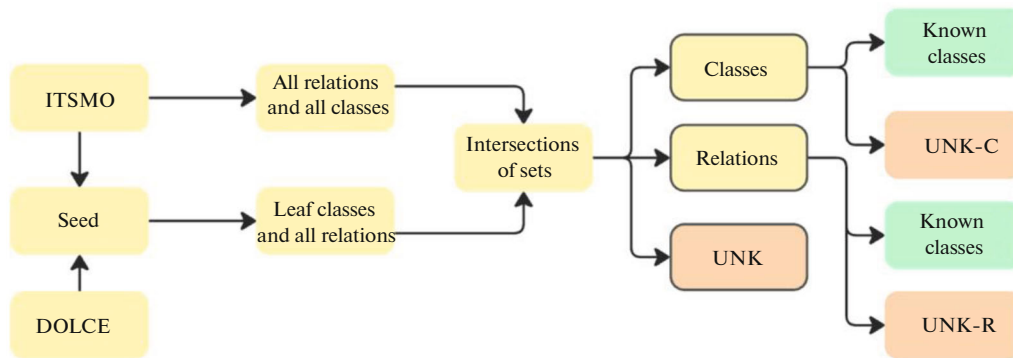 ITSMO
All relations
and all classes
Seed
Leaf classes
and all relations
DOLCE
Intersections
of sets
Classes
Relations
UNK
Known
classes
UNK-C
Known
classes
UNK-R